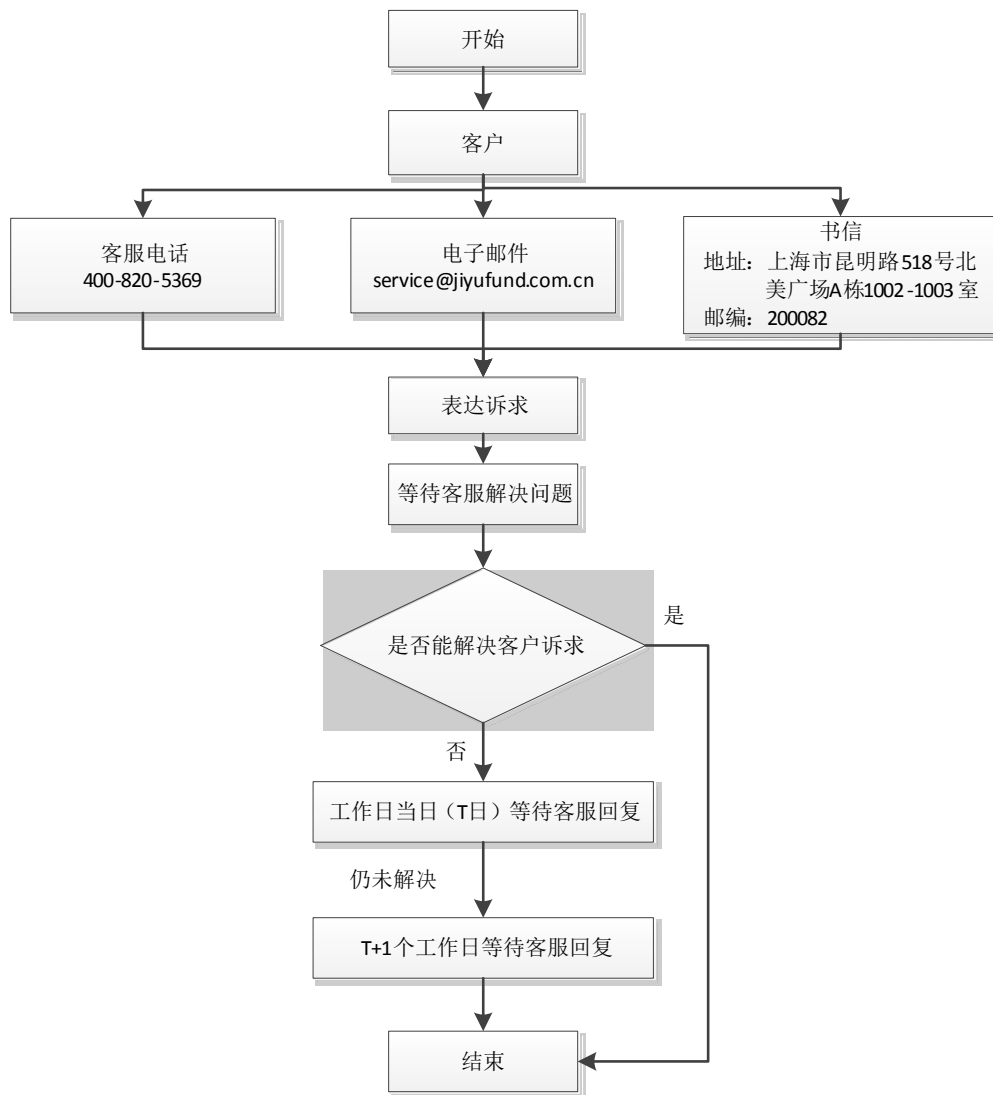 开始
客户
客服电话
400-820-5369
电子邮件
service@jiyufund.com.cn
书信
地址：上海市昆明路518号北
美广场A栋1002-1003室
邮编：200082
表达诉求
等待客服解决问题
是否能解决客户诉求
是
否
工作日当日（T日）等待客服回复
仍未解决
T+1个工作日等待客服回复
结束